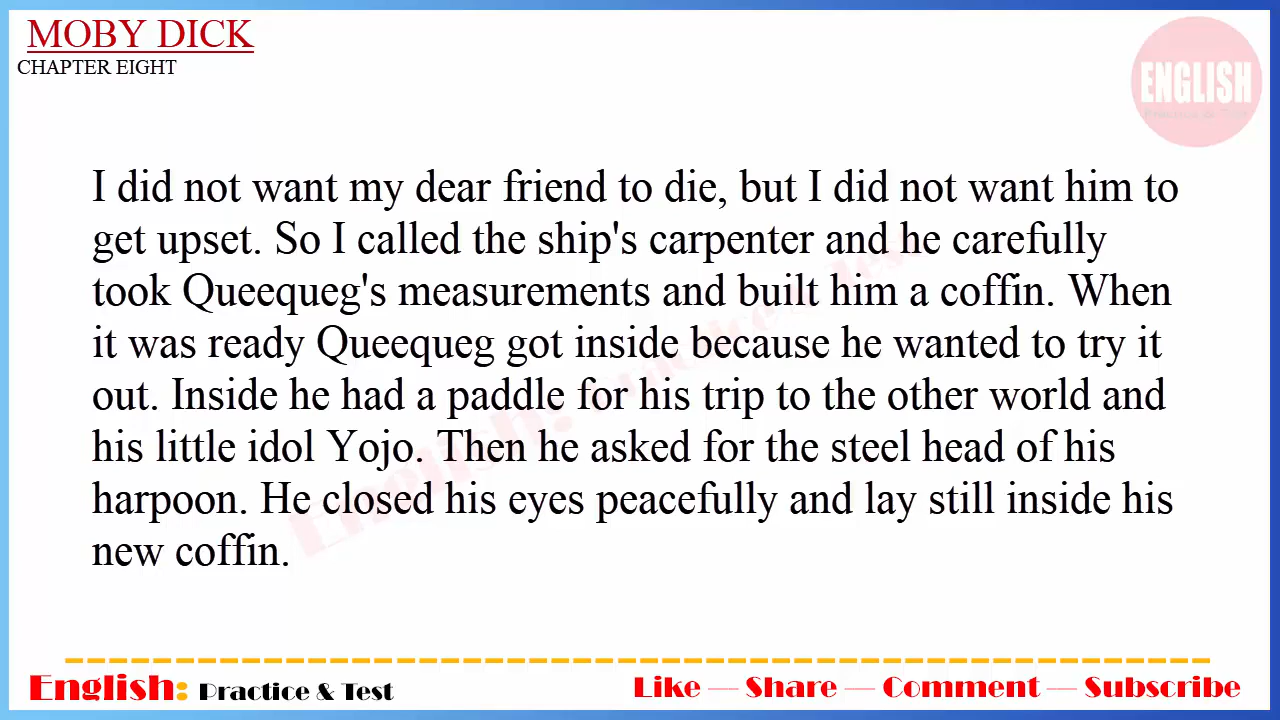 MOBY DICK
CHAPTER EIGHT
ENGLISH
PRACTICE & TEST
I did not want my dear friend to die, but I did not want him to
get upset. So I called the ship's carpenter and he carefully
took Queequeg's measurements and built him a coffin. When
it was ready Queequeg got inside because he wanted to try it
out. Inside he had a paddle for his trip to the other world and
his little idol Yojo. Then he asked for the steel head of his
harpoon. He closed his eyes peacefully and lay still inside his
new coffin.
English: Practice & Test
English: Practice & Test
Like — Share — Comment — Subscribe